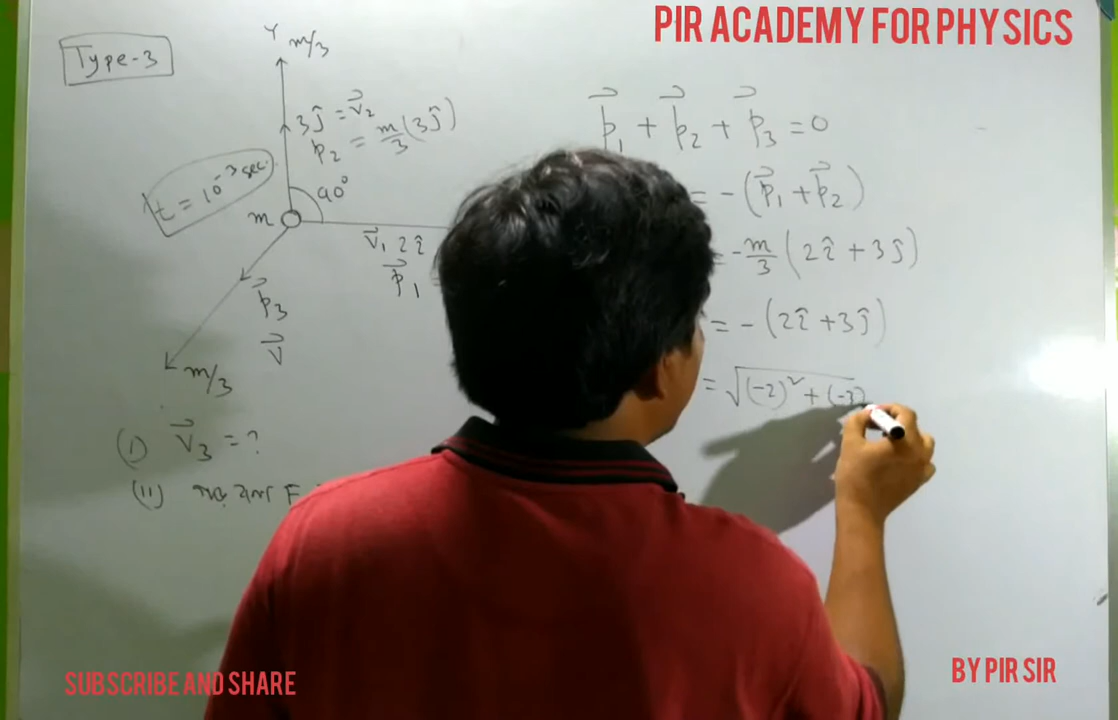 PIR ACADEMY FOR PHYSICS
Type-3
Y m/3
3ĵ = v⃗₂
p₂ = m/3 (3ĵ)
t = 10⁻³ sec
90°
m
v⃗₁ 2î
p⃗₁
p⃗₃
v⃗
m/3
(I) v⃗₃ = ?
(II) F
p⃗₁ + p⃗₂ + p⃗₃ = 0
= - (p⃗₁ + p⃗₂)
= - m/3 (2î + 3ĵ)
= - (2î + 3ĵ)
= √(-2)² + (-3)
SUBSCRIBE AND SHARE
BY PIR SIR